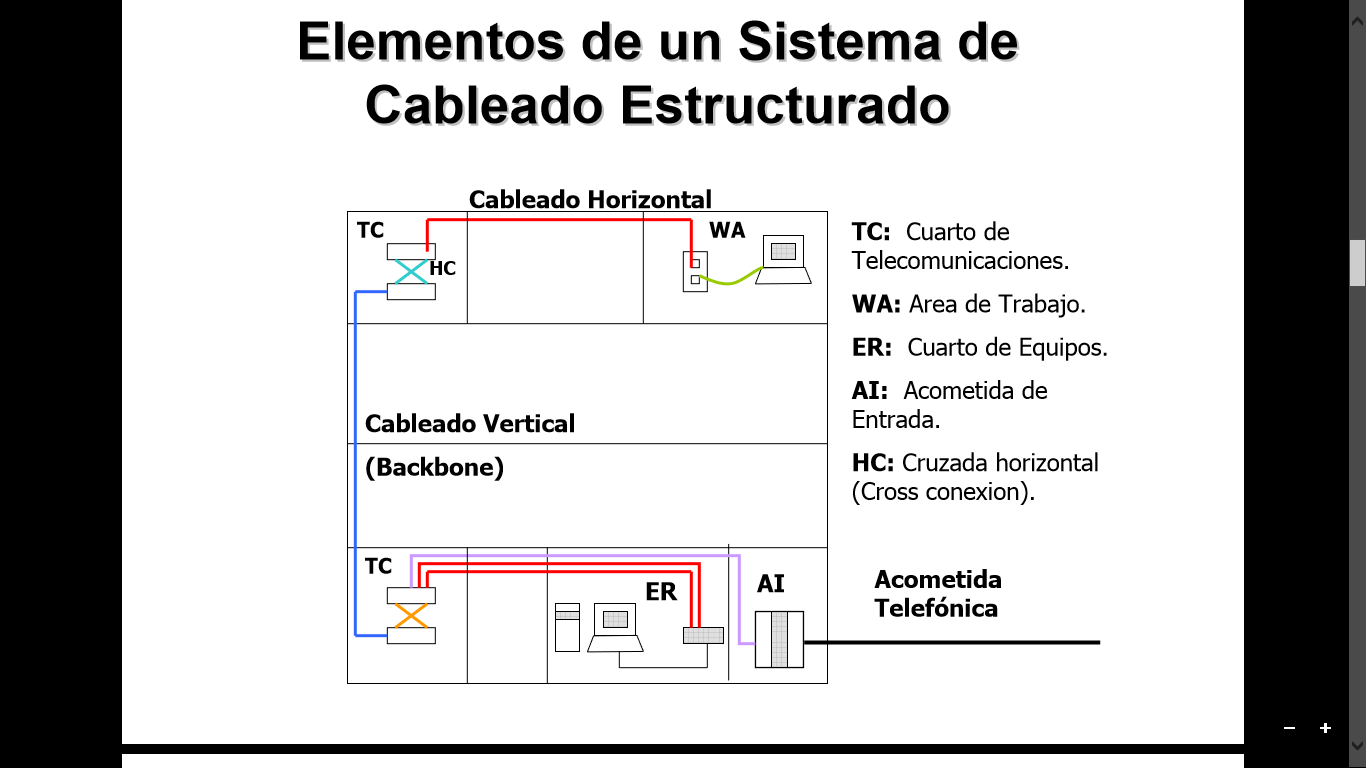 Elementos de un Sistema de
Cableado Estructurado
Cableado Horizontal
TC
HC
WA
TC: Cuarto de
Telecomunicaciones.
WA: Area de Trabajo.
ER: Cuarto de Equipos.
AI: Acometida de
Entrada.
HC: Cruzada horizontal
(Cross conexion).
Cableado Vertical
(Backbone)
TC
ER
AI
Acometida
Telefónica